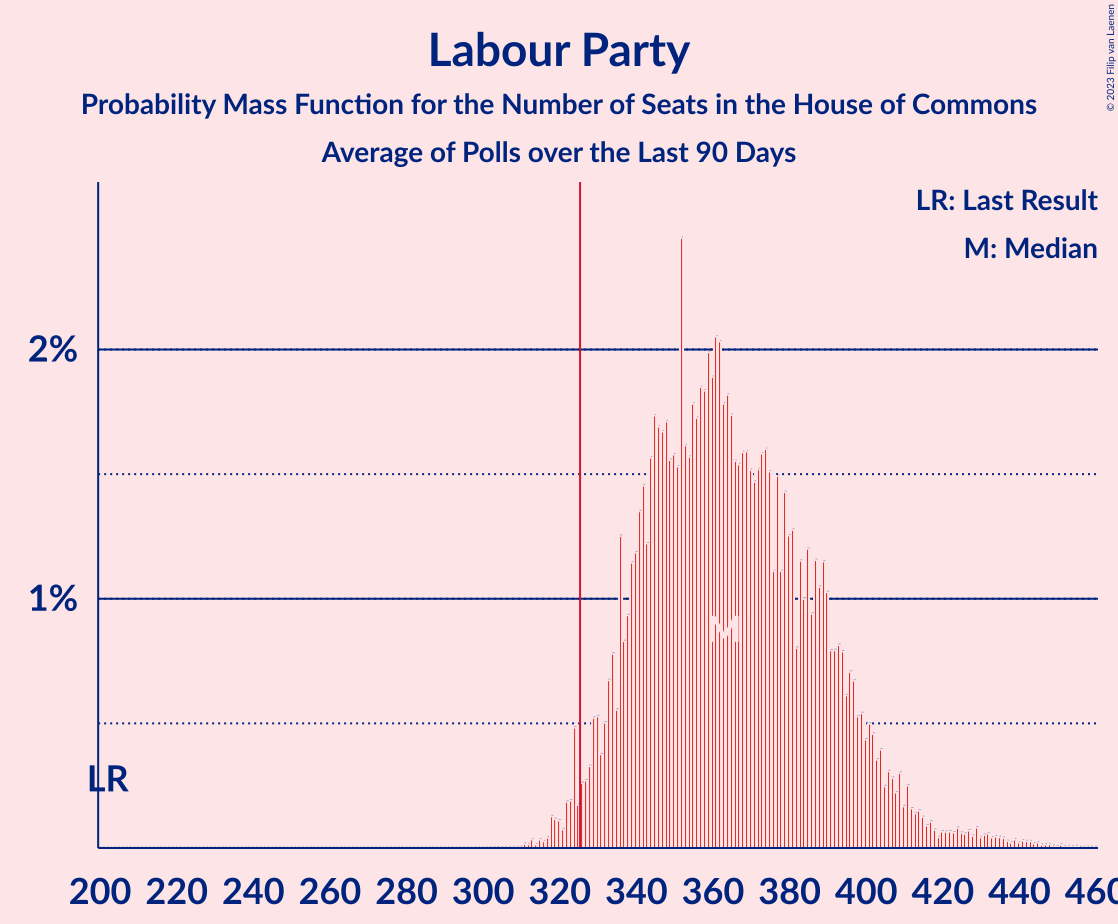 Labour Party
Probability Mass Function for the Number of Seats in the House of Commons
Average of Polls over the Last 90 Days
© 2023 Filip van Laenen
LR: Last Result
M: Median
2%
1%
LR
M
200 220 240 260 280 300 320 340 360 380 400 420 440 460